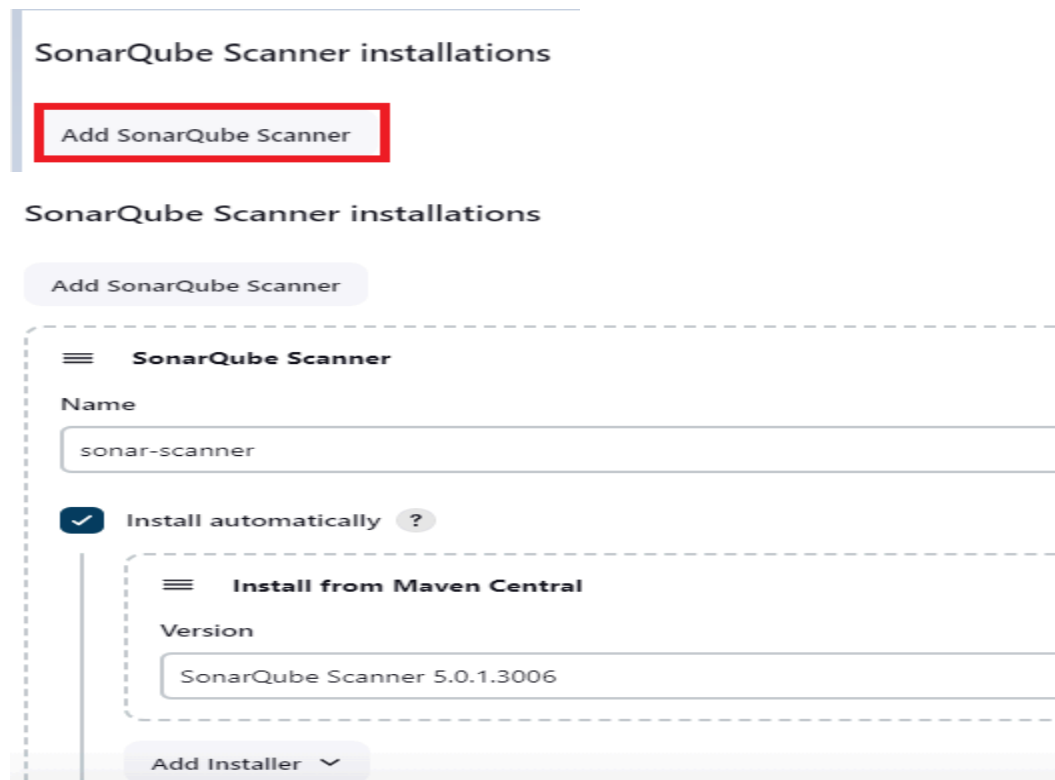 SonarQube Scanner installations
Add SonarQube Scanner
SonarQube Scanner installations
Add SonarQube Scanner
SonarQube Scanner
Name
sonar-scanner
Install automatically ?
Install from Maven Central
Version
SonarQube Scanner 5.0.1.3006
Add Installer